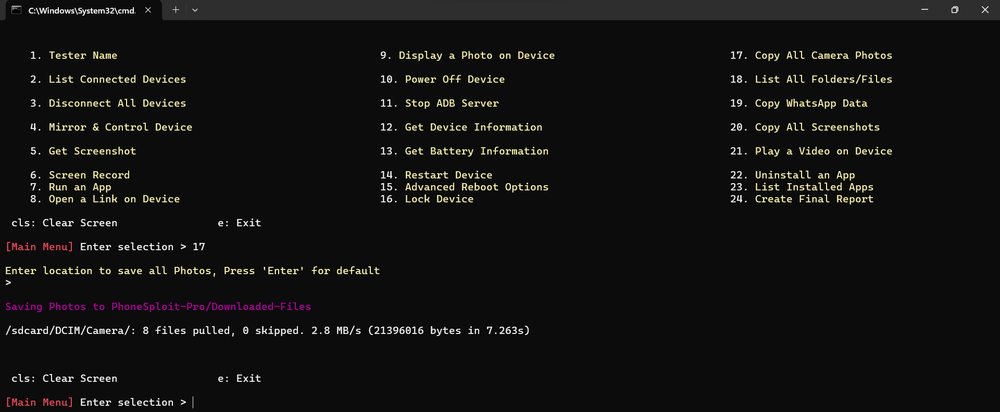 C:\Windows\System32\cmd.
1. Tester Name 9. Display a Photo on Device 17. Copy All Camera Photos
2. List Connected Devices 10. Power Off Device 18. List All Folders/Files
3. Disconnect All Devices 11. Stop ADB Server 19. Copy WhatsApp Data
4. Mirror & Control Device 12. Get Device Information 20. Copy All Screenshots
5. Get Screenshot 13. Get Battery Information 21. Play a Video on Device
6. Screen Record 14. Restart Device 22. Uninstall an App
7. Run an App 15. Advanced Reboot Options 23. List Installed Apps
8. Open a Link on Device 16. Lock Device 24. Create Final Report
cls: Clear Screen e: Exit
[Main Menu] Enter selection > 17
Enter location to save all Photos, Press 'Enter' for default
>
Saving Photos to PhoneSploit-Pro/Downloaded-Files
/sdcard/DCIM/Camera/: 8 files pulled, 0 skipped. 2.8 MB/s (21396016 bytes in 7.263s)
cls: Clear Screen e: Exit
[Main Menu] Enter selection >